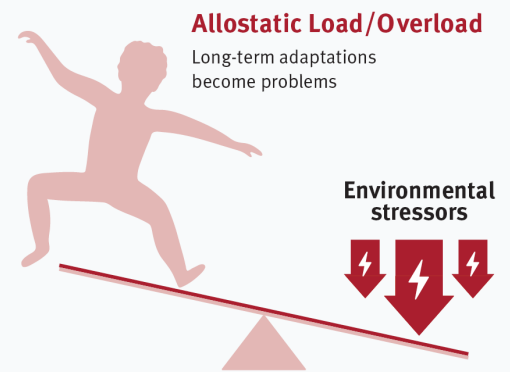 Allostatic Load/Overload
Long-term adaptations
become problems
Environmental
stressors